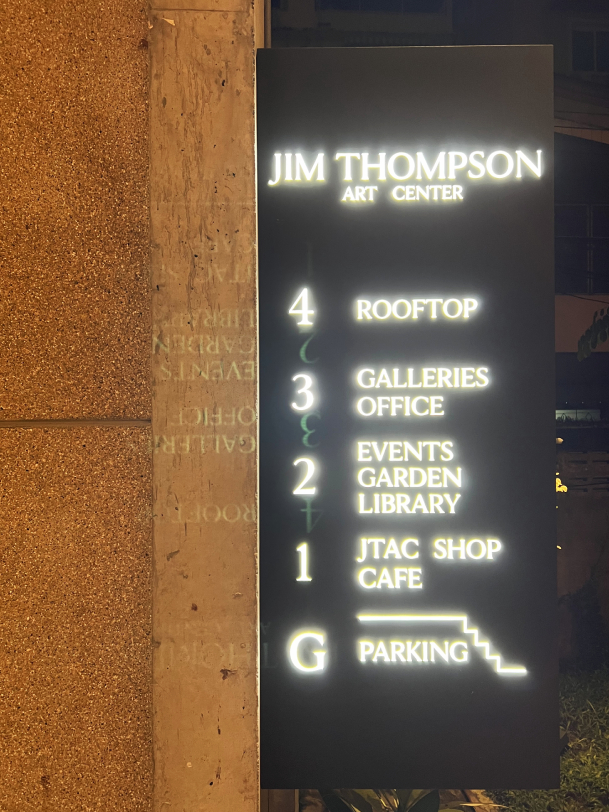 JIM THOMPSON
ART CENTER
4 ROOFTOP
3 GALLERIES
OFFICE
2 EVENTS
GARDEN
LIBRARY
1 JTAC SHOP
CAFE
G PARKING